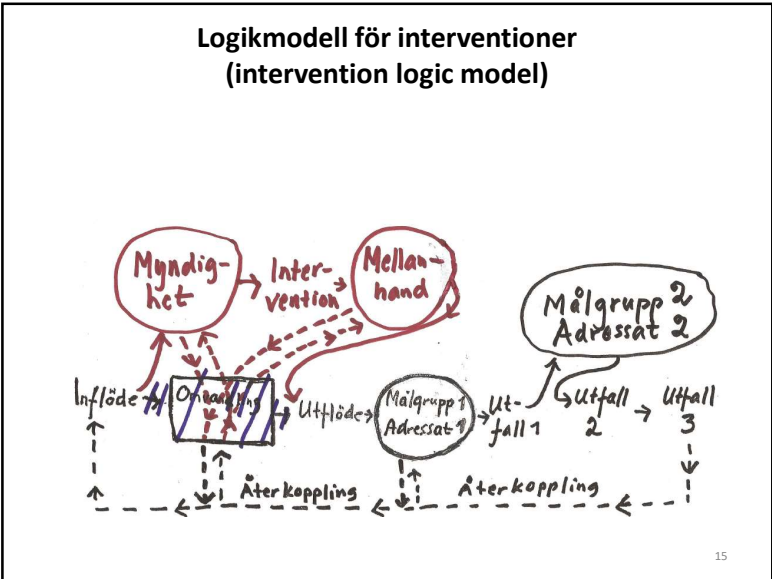 Logikmodell för interventioner
(intervention logic model)
Myndig-
het
Inter-
vention
Mellan-
hand
Målgrupp 2
Adressat 2
Inflöde
Omvandling
Utflöde
Målgrupp 1
Adressat 1
Ut-
fall 1
Utfall
2
Utfall
3
Återkoppling
Återkoppling
15